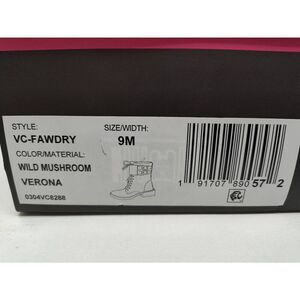 STYLE: SIZE/WIDTH:
VC-FAWDRY 9M
COLOR/MATERIAL:
WILD MUSHROOM
VERONA
0304VC8288
1 91707 89057 2